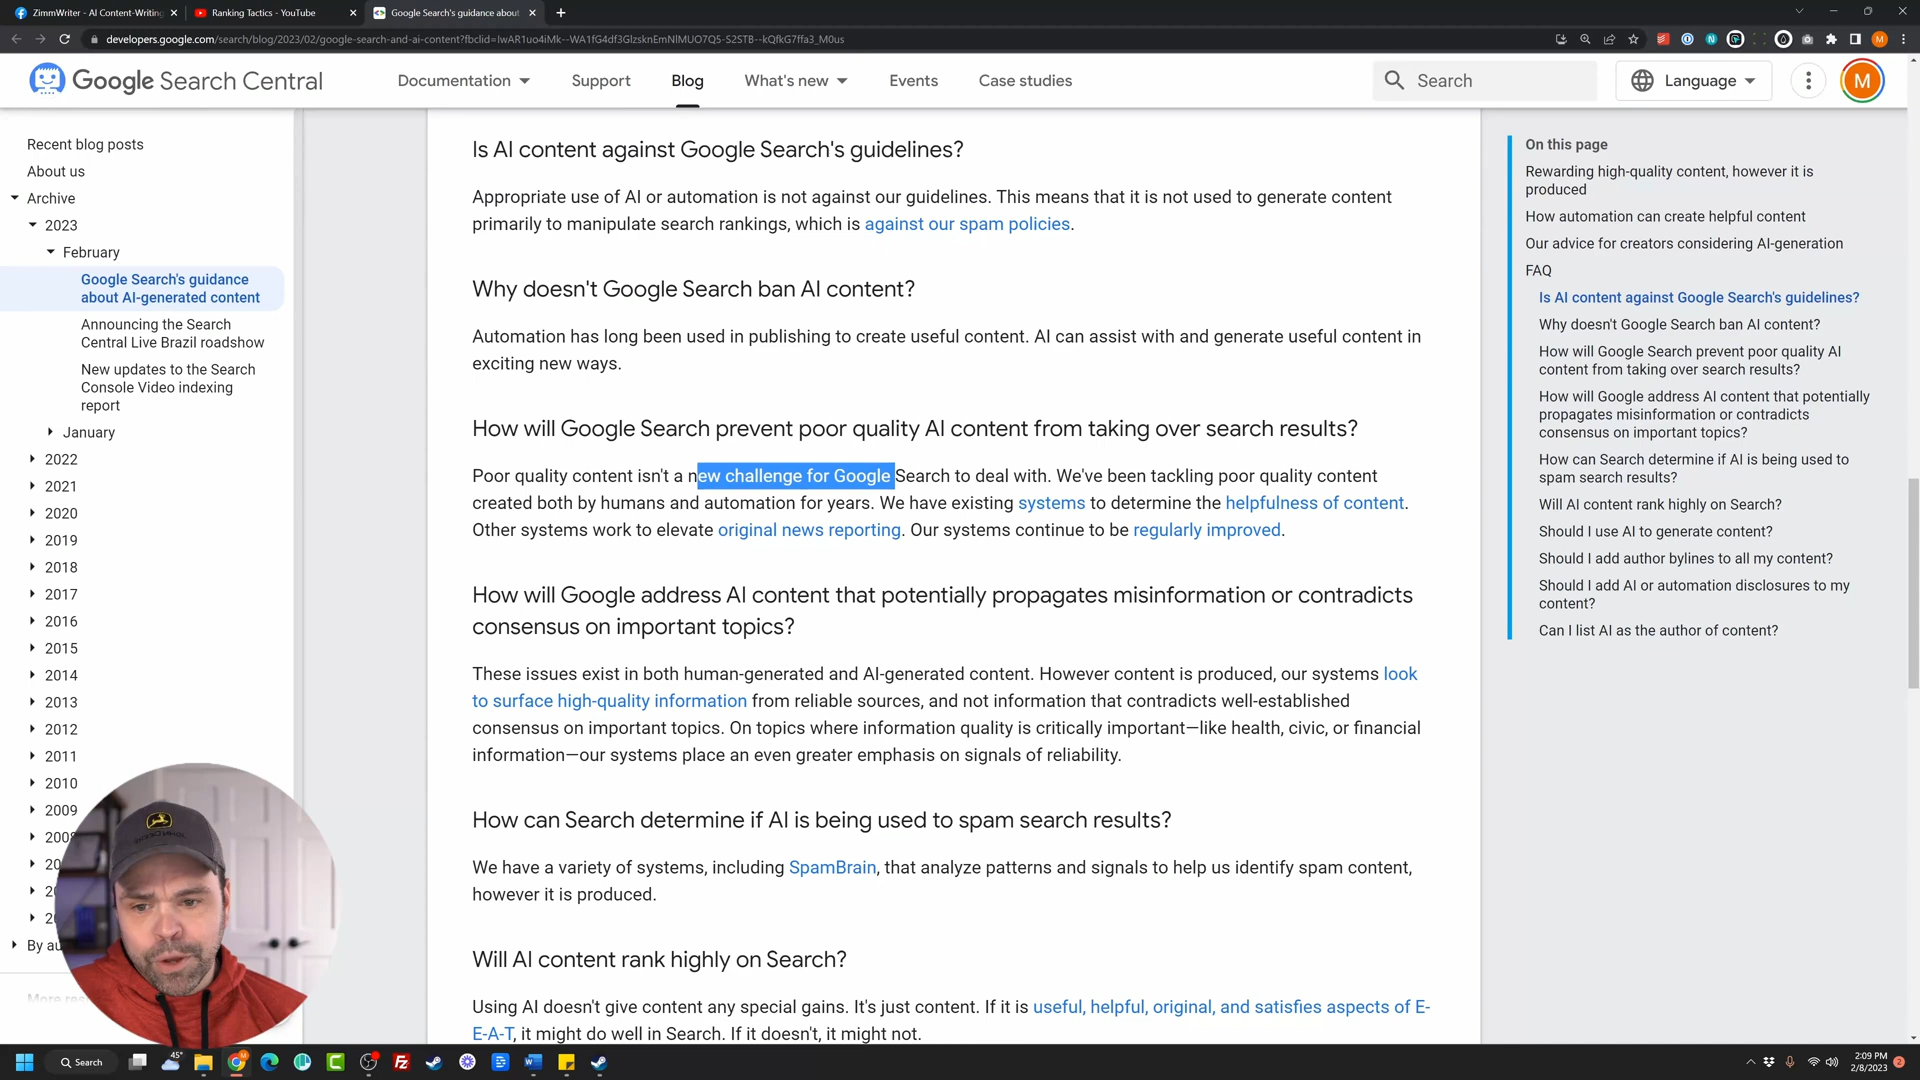 ZimmWriter - AI Content-Writing
Ranking Tactics - YouTube
Google Search's guidance about
developers.google.com/search/blog/2023/02/google-search-and-ai-content?fbclid=IwAR1uo4iMk--WA1fG4df3GlzsknEmNlMUO7Q5-S2STB--kQfkG7ffa3_M0us
Google Search Central
Documentation
Support
Blog
What's new
Events
Case studies
Search
Language
M
Recent blog posts
About us
Archive
2023
February
Google Search's guidance
about AI-generated content
Announcing the Search
Central Live Brazil roadshow
New updates to the Search
Console Video indexing
report
January
2022
2021
2020
2019
2018
2017
2016
2015
2014
2013
2012
2011
2010
2009
Is AI content against Google Search's guidelines?
Appropriate use of AI or automation is not against our guidelines. This means that it is not used to generate content
primarily to manipulate search rankings, which is against our spam policies.
Why doesn't Google Search ban AI content?
Automation has long been used in publishing to create useful content. AI can assist with and generate useful content in
exciting new ways.
How will Google Search prevent poor quality AI content from taking over search results?
Poor quality content isn't a new challenge for Google Search to deal with. We've been tackling poor quality content
created both by humans and automation for years. We have existing systems to determine the helpfulness of content.
Other systems work to elevate original news reporting. Our systems continue to be regularly improved.
How will Google address AI content that potentially propagates misinformation or contradicts
consensus on important topics?
These issues exist in both human-generated and AI-generated content. However content is produced, our systems look
to surface high-quality information from reliable sources, and not information that contradicts well-established
consensus on important topics. On topics where information quality is critically important—like health, civic, or financial
information—our systems place an even greater emphasis on signals of reliability.
How can Search determine if AI is being used to spam search results?
We have a variety of systems, including SpamBrain, that analyze patterns and signals to help us identify spam content,
however it is produced.
Will AI content rank highly on Search?
Using AI doesn't give content any special gains. It's just content. If it is useful, helpful, original, and satisfies aspects of E-
E-A-T, it might do well in Search. If it doesn't, it might not.
On this page
Rewarding high-quality content, however it is
produced
How automation can create helpful content
Our advice for creators considering AI-generation
FAQ
Is AI content against Google Search's guidelines?
Why doesn't Google Search ban AI content?
How will Google Search prevent poor quality AI
content from taking over search results?
How will Google address AI content that potentially
propagates misinformation or contradicts
consensus on important topics?
How can Search determine if AI is being used to
spam search results?
Will AI content rank highly on Search?
Should I use AI to generate content?
Should I add author bylines to all my content?
Should I add AI or automation disclosures to my
content?
Can I list AI as the author of content?
Search
45°
2:09 PM
2/8/2023